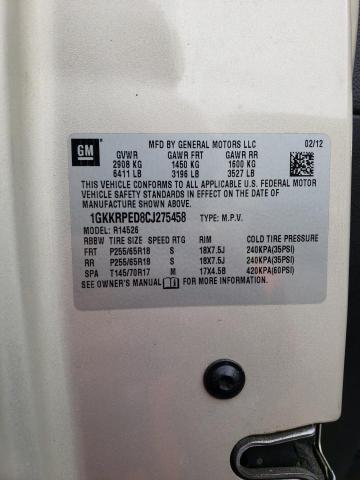 GM
MFD BY GENERAL MOTORS LLC 02/12
GVWR GAWR FRT GAWR RR
2908 KG 1450 KG 1600 KG
6411 LB 3196 LB 3527 LB
THIS VEHICLE CONFORMS TO ALL APPLICABLE U.S. FEDERAL MOTOR
VEHICLE SAFETY STANDARDS AND THEFT PREVENTION STANDARDS IN
EFFECT ON THE DATE OF MANUFACTURE SHOWN ABOVE.
1GKKRPED8CJ275458 TYPE: M.P.V.
MODEL: R14526
RBBW TIRE SIZE SPEED RTG RIM COLD TIRE PRESSURE
FRT P255/65R18 S 18X7.5J 240KPA(35PSI)
RR P255/65R18 S 18X7.5J 240KPA(35PSI)
SPA T145/70R17 M 17X4.5B 420KPA(60PSI)
SEE OWNER'S MANUAL FOR MORE INFORMATION.